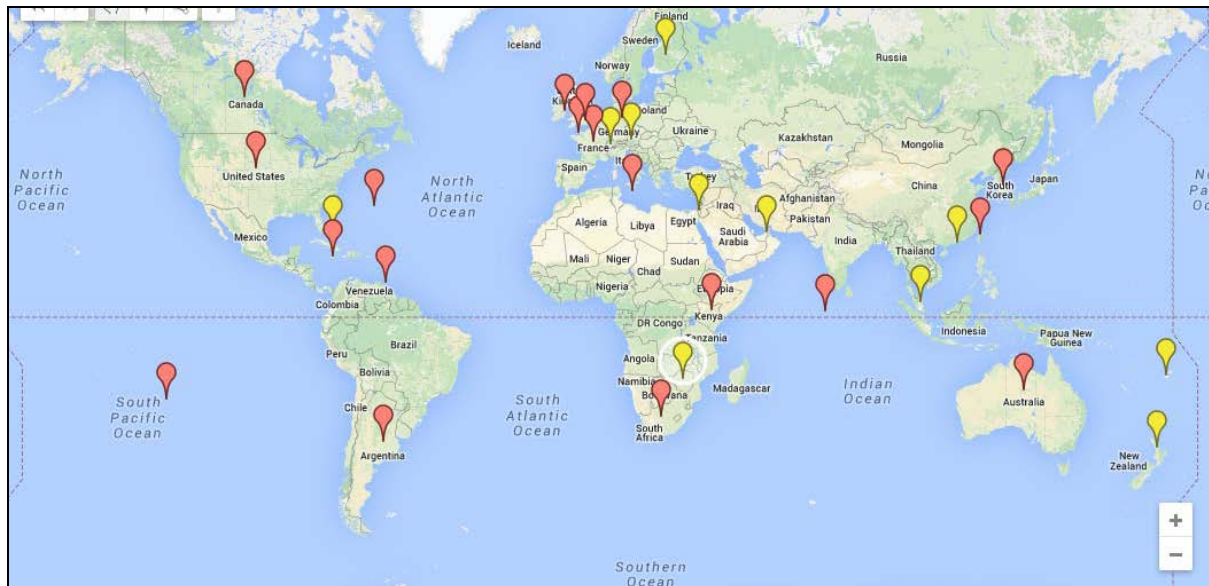 Finland
Iceland
Sweden
Russia
Norway
Canada
Kin
oland
Germany
Ukraine
Kazakhstan
Mongolia
France
North
Pacific
Ocean
United States
North
Atlantic
Ocean
Spain
It
Turkey
China
South
Korea
Japan
Iraq
Afghanistan
Pakistan
Algeria
Libya
Egypt
Saudi
Arabia
India
Mexico
Mali
Niger
Chad
Sudan
Thailand
Venezuela
Nigeria
Ethiopia
Colombia
Kenya
DR Congo
Indonesia
Papua New
Guinea
Tanzania
Peru
Brazil
Angola
Bolivia
Namibia
Botswana
Madagascar
Indian
Ocean
South
Pacific
Ocean
Chile
South
Atlantic
Ocean
South
Africa
Australia
Argentina
New
Zealand
Southern
Ocean